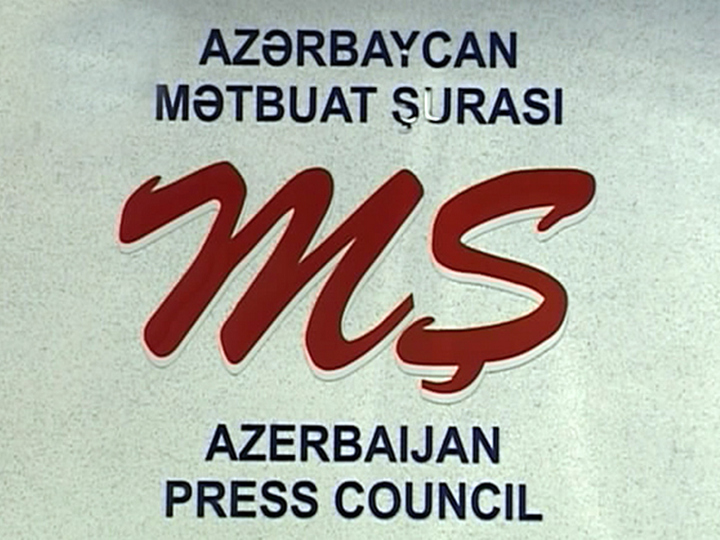 AZƏRBAYCAN
MƏTBUAT ŞURASI
MŞ
AZERBAIJAN
PRESS COUNCIL